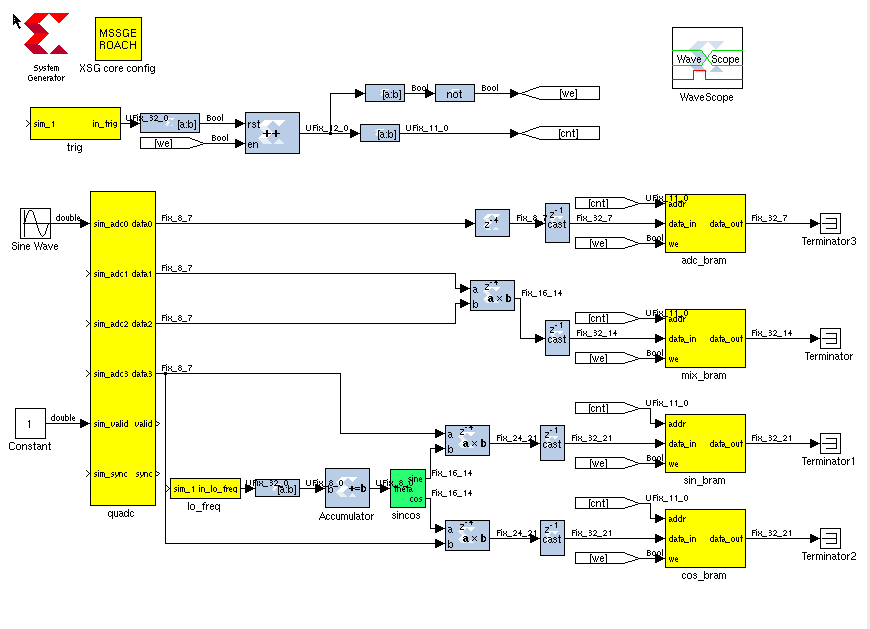 System
Generator
MSSGE
ROACH
XSG core config
Wave Scope
WaveScope
[a:b]
Bool
not
Bool
[we]
sim_1 in_trig
trig
UFix_32_0
[a:b]
Bool
[we]
Bool
rst
en
++
UFix_12_0
[a:b]
UFix_11_0
[cnt]
Sine Wave
double
sim_adc0 data0
Fix_8_7
z-4
Fix_8_7
z-1
cast
Fix_32_7
[cnt]
UFix_11_0
[we]
Bool
addr
data_in data_out
we
adc_bram
Fix_32_7
Terminator3
sim_adc1 data1
Fix_8_7
sim_adc2 data2
Fix_8_7
a
b
z-4
a × b
Fix_16_14
z-1
cast
Fix_32_14
[cnt]
UFix_11_0
[we]
Bool
addr
data_in data_out
we
mix_bram
Fix_32_14
Terminator
sim_adc3 data3
Fix_8_7
1
Constant
double
sim_valid valid
sim_sync sync
quadc
a
b
z-4
a × b
Fix_24_21
z-1
cast
Fix_32_21
[cnt]
UFix_11_0
[we]
Bool
addr
data_in data_out
we
sin_bram
Fix_32_21
Terminator1
sim_1 in_lo_freq
lo_freq
UFix_32_0
[a:b]
UFix_8_0
b
+=b
Accumulator
UFix_8_0
theta
sine
cos
sincos
Fix_16_14
Fix_16_14
a
b
z-4
a × b
Fix_24_21
z-1
cast
Fix_32_21
[cnt]
UFix_11_0
[we]
Bool
addr
data_in data_out
we
cos_bram
Fix_32_21
Terminator2